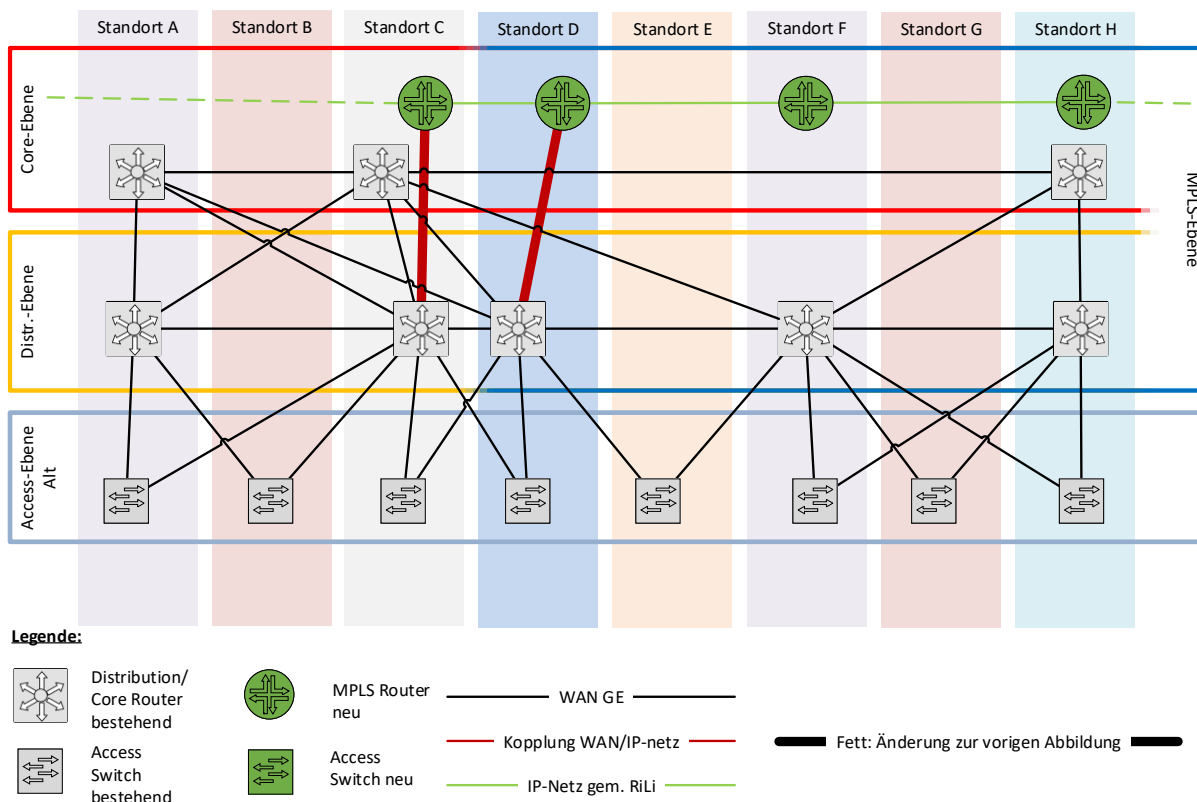 Standort A
Standort B
Standort C
Standort D
Standort E
Standort F
Standort G
Standort H
Core-Ebene
MPLS-Ebene
Distr.-Ebene
Access-Ebene
Alt
Legende:
Distribution/
Core Router
bestehend
MPLS Router
neu
WAN GE
Kopplung WAN/IP-netz
Fett: Änderung zur vorigen Abbildung
Access
Switch
bestehend
Access
Switch neu
IP-Netz gem. RiLi